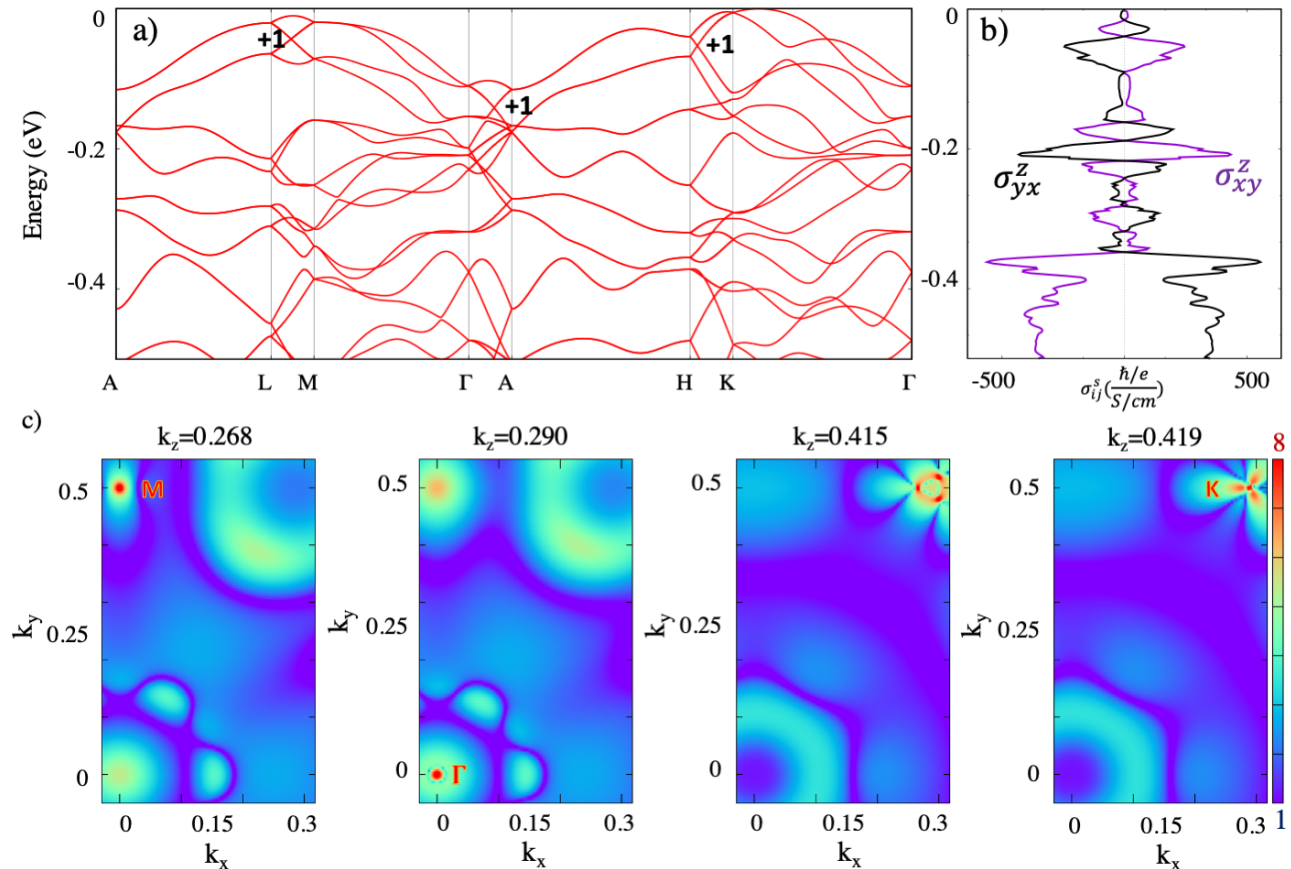 a)
b)
0
-0.2
-0.4
Energy (eV)
+1
+1
+1
A
L
M
Γ
A
H
K
Γ
0
-0.2
-0.4
σ^z_yx
σ^z_xy
-500
500
σ^s_ij(ħ/e / S/cm)
c)
k_z=0.268
k_z=0.290
k_z=0.415
k_z=0.419
0.5
0.25
0
k_y
M
0
0.15
0.3
k_x
0.5
0.25
0
k_y
Γ
0
0.15
0.3
k_x
0.5
0.25
0
k_y
0
0.15
0.3
k_x
0.5
0.25
0
k_y
K
0
0.15
0.3
k_x
8
1